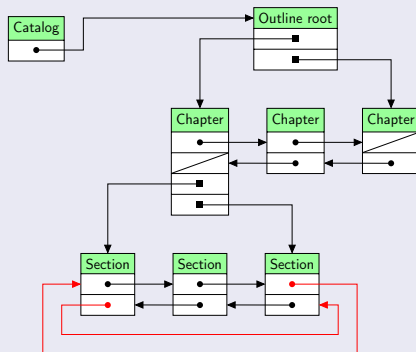 Outline root
Catalog
Chapter
Chapter
Chapter
Section
Section
Section